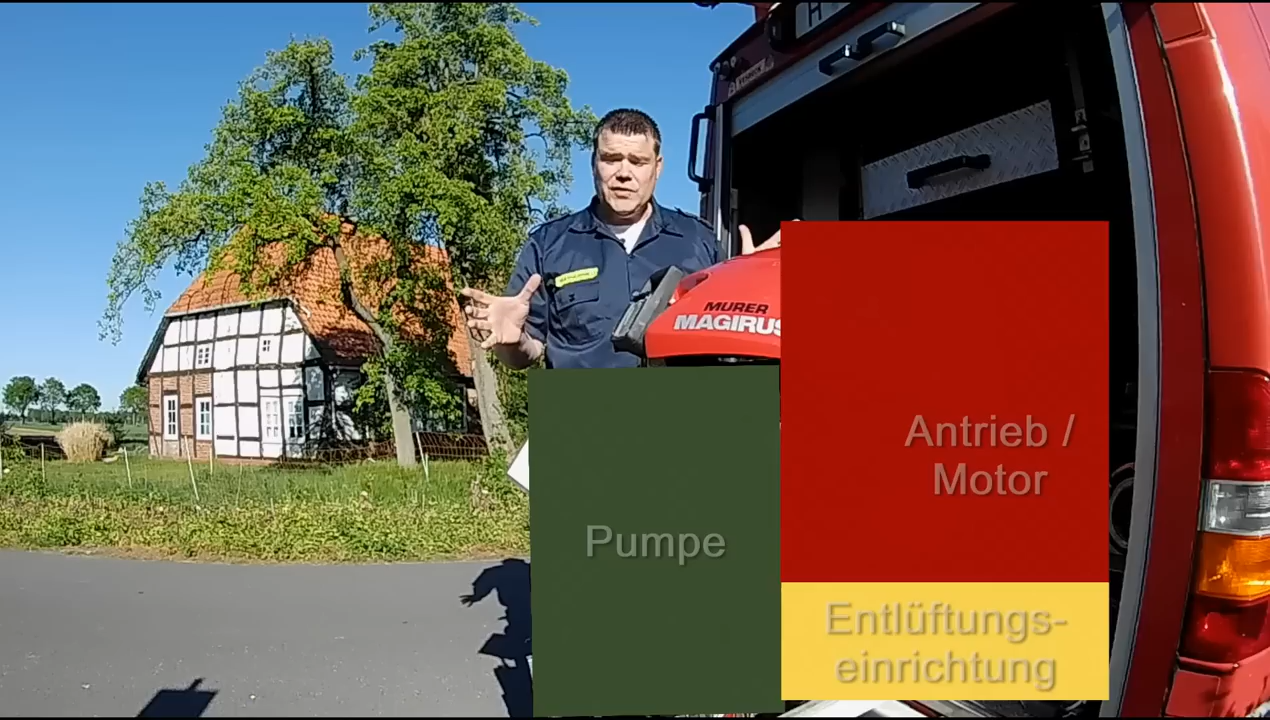 H
MURER
MAGIRUS
Antrieb /
Motor
Pumpe
Entlüftungs-
einrichtung